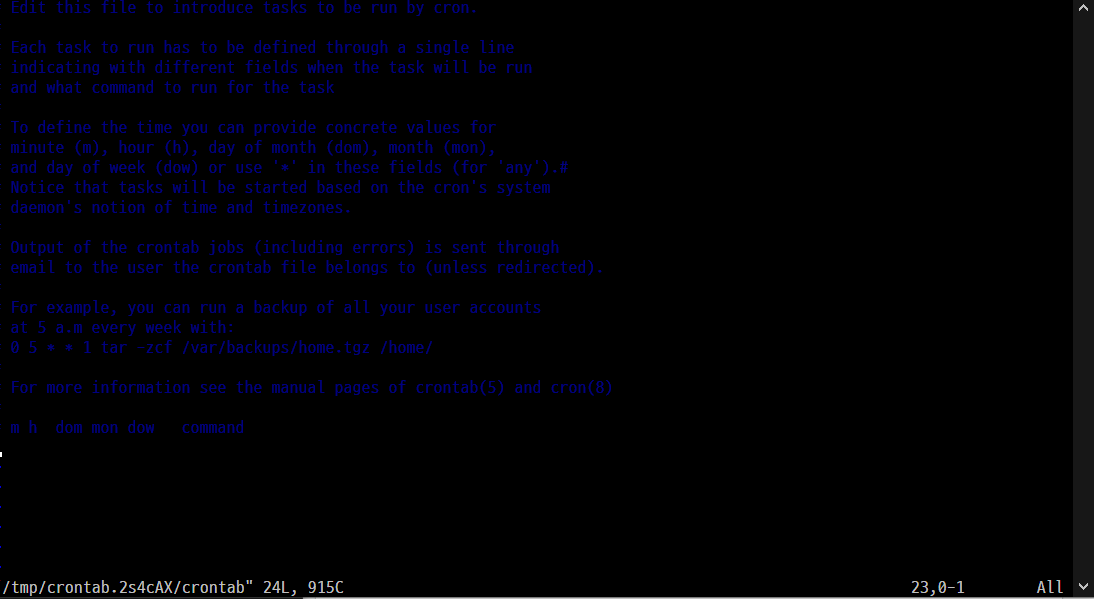 # Edit this file to introduce tasks to be run by cron.
#
# Each task to run has to be defined through a single line
# indicating with different fields when the task will be run
# and what command to run for the task
#
# To define the time you can provide concrete values for
# minute (m), hour (h), day of month (dom), month (mon),
# and day of week (dow) or use '*' in these fields (for 'any').#
# Notice that tasks will be started based on the cron's system
# daemon's notion of time and timezones.
#
# Output of the crontab jobs (including errors) is sent through
# email to the user the crontab file belongs to (unless redirected).
#
# For example, you can run a backup of all your user accounts
# at 5 a.m every week with:
# 0 5 * * 1 tar -zcf /var/backups/home.tgz /home/
#
# For more information see the manual pages of crontab(5) and cron(8)
#
# m h  dom mon dow   command
~
~
~
~
~
~
/tmp/crontab.2s4cAX/crontab" 24L, 915C 23,0-1 All